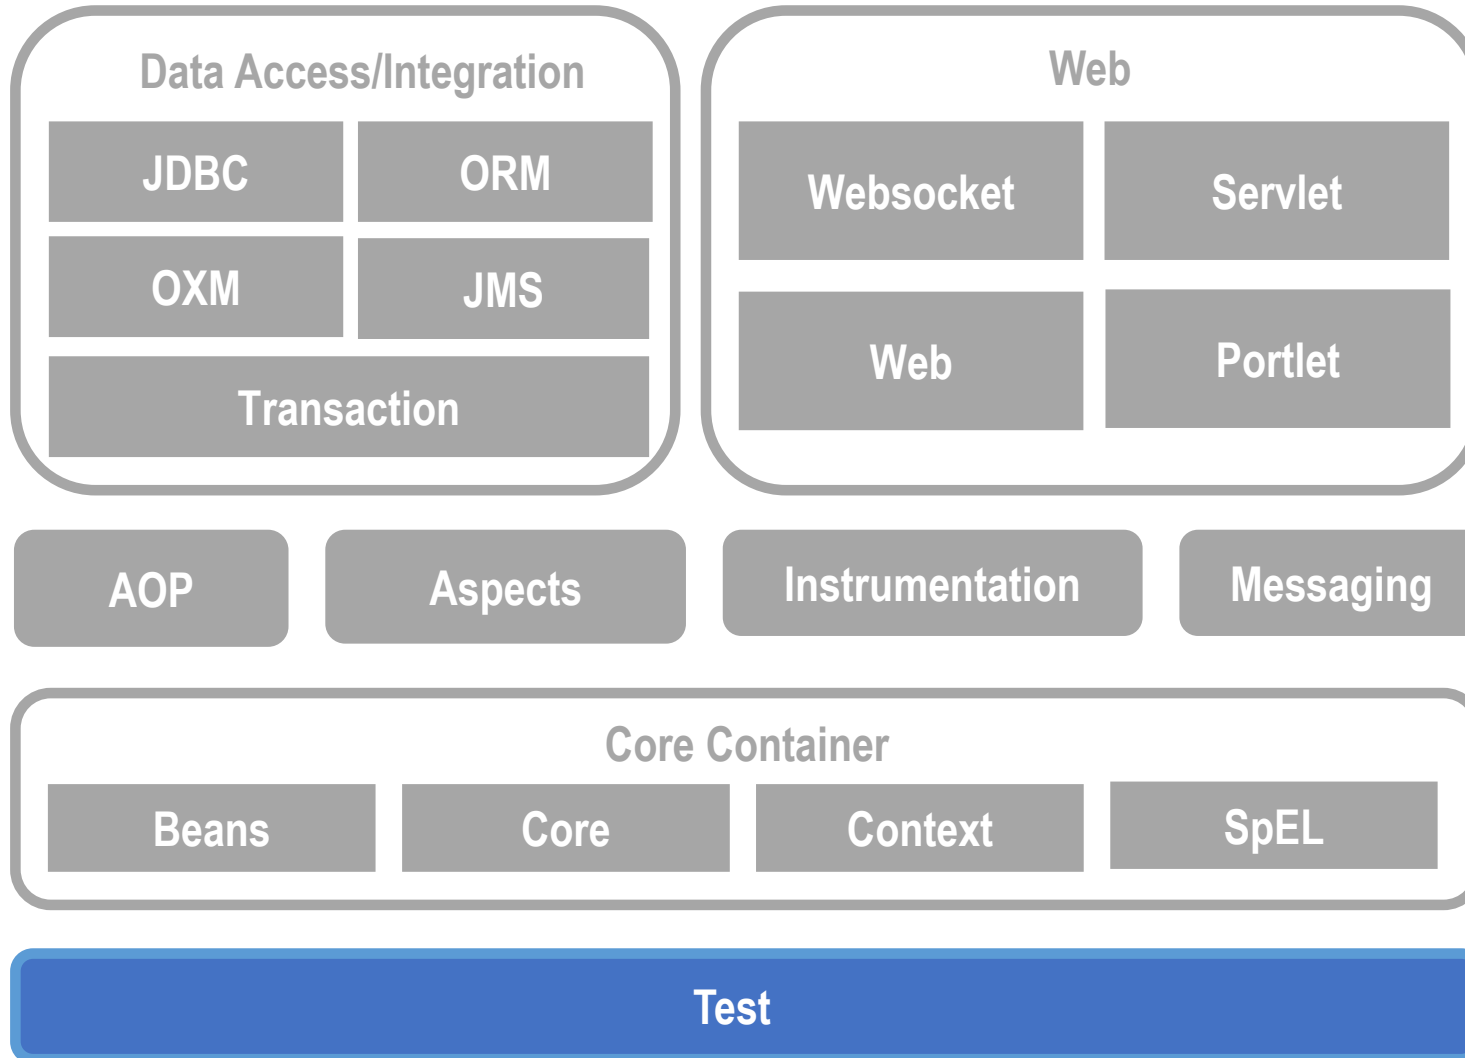 Data Access/Integration
JDBC
ORM
OXM
JMS
Transaction
Web
Websocket
Servlet
Web
Portlet
AOP
Aspects
Instrumentation
Messaging
Core Container
Beans
Core
Context
SpEL
Test